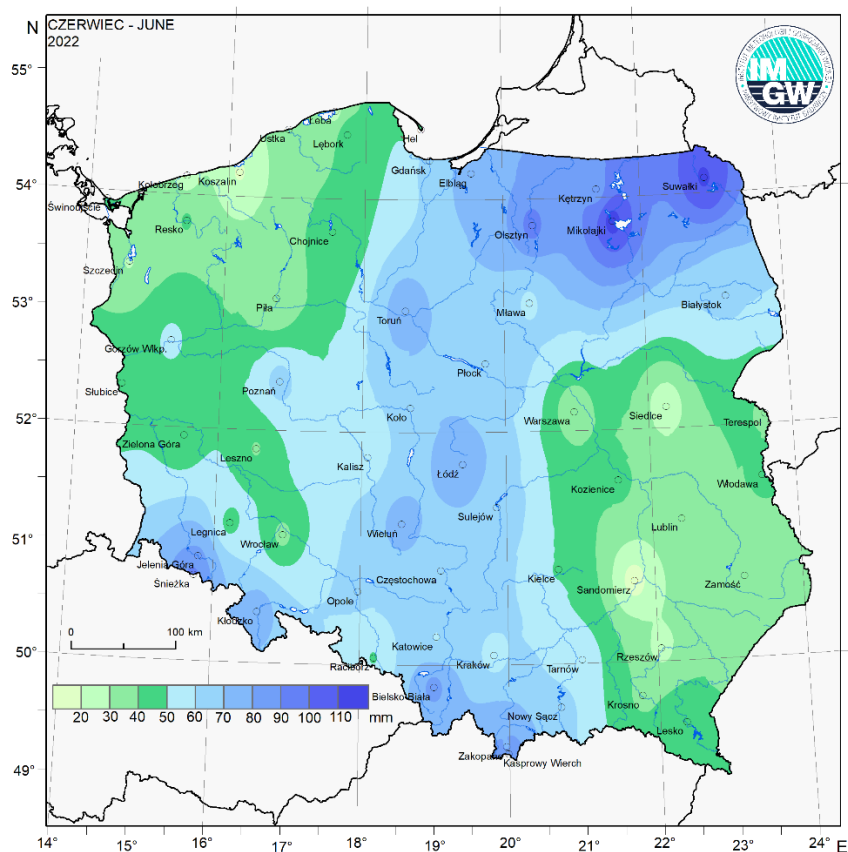 CZERWIEC - JUNE
2022
N
IMGW
55°
54°
53°
52°
51°
50°
49°
Łeba
Ustka
Lębork
Hel
Gdańsk
Elbląg
Kętrzyn
Suwałki
Kołobrzeg
Koszalin
Świnoujście
Resko
Chojnice
Olsztyn
Mikołajki
Szczecin
Piła
Toruń
Mława
Białystok
Gorzów Wlkp.
Płock
Słubice
Poznań
Koło
Warszawa
Siedlce
Terespol
Zielona Góra
Leszno
Kalisz
Łódź
Kozienice
Włodawa
Sulejów
Legnica
Wrocław
Wieluń
Lublin
Jelenia Góra
Śnieżka
Częstochowa
Kielce
Sandomierz
Zamość
Kłodzko
Opole
Katowice
Kraków
Tarnów
Rzeszów
Racibórz
Bielsko-Biała
Nowy Sącz
Krosno
Lesko
Zakopane
Kasprowy Wierch
0 100 km
20 30 40 50 60 70 80 90 100 110 mm
14° 15° 16° 17° 18° 19° 20° 21° 22° 23° 24° E